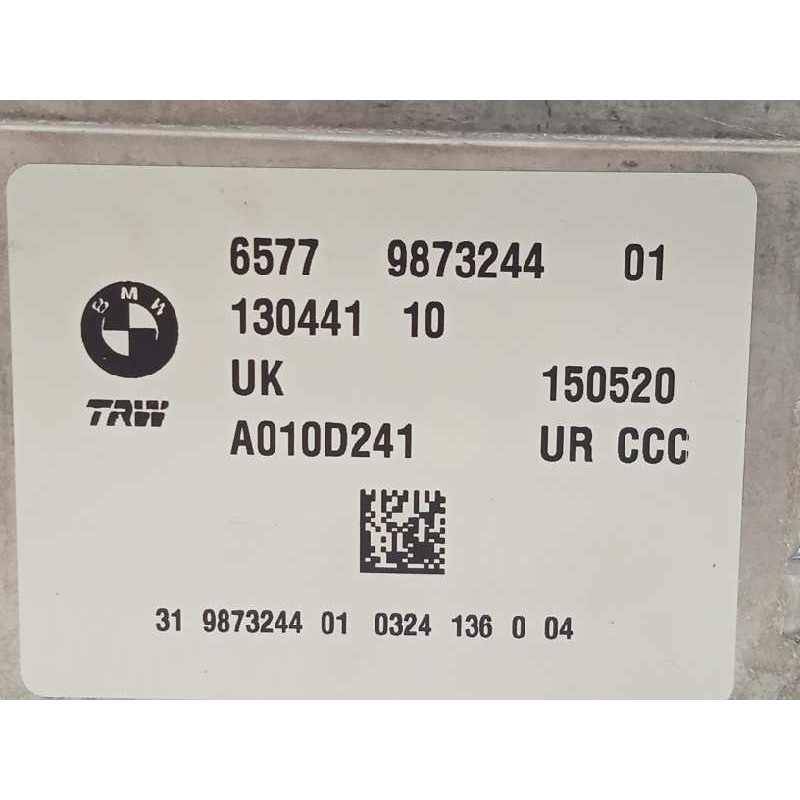 6577 9873244 01
BMW
130441 10
UK 150520
TRW
A010D241 UR CCC
31 9873244 01 0324 136 0 04